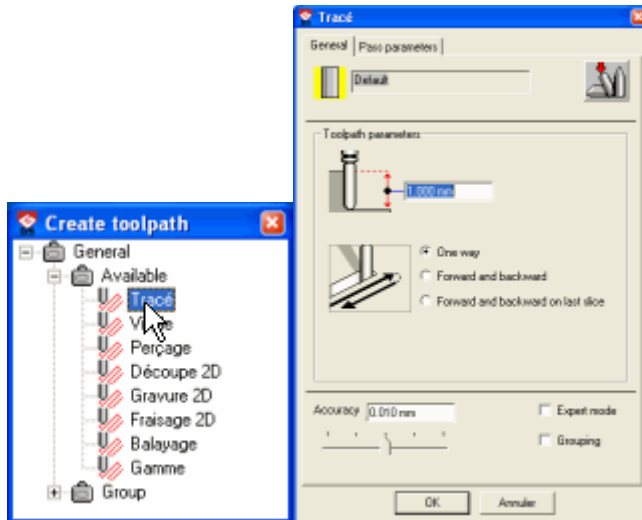 Create toolpath
General
Available
Tracé
Perçage
Découpe 2D
Gravure 2D
Fraisage 2D
Balayage
Gamme
Group
Tracé
General
Pass parameters
Default
Toolpath parameters
1.000 mm
One way
Forward and backward
Forward and backward on last slice
Accuracy
0.010 mm
Expert mode
Grouping
OK
Annuler